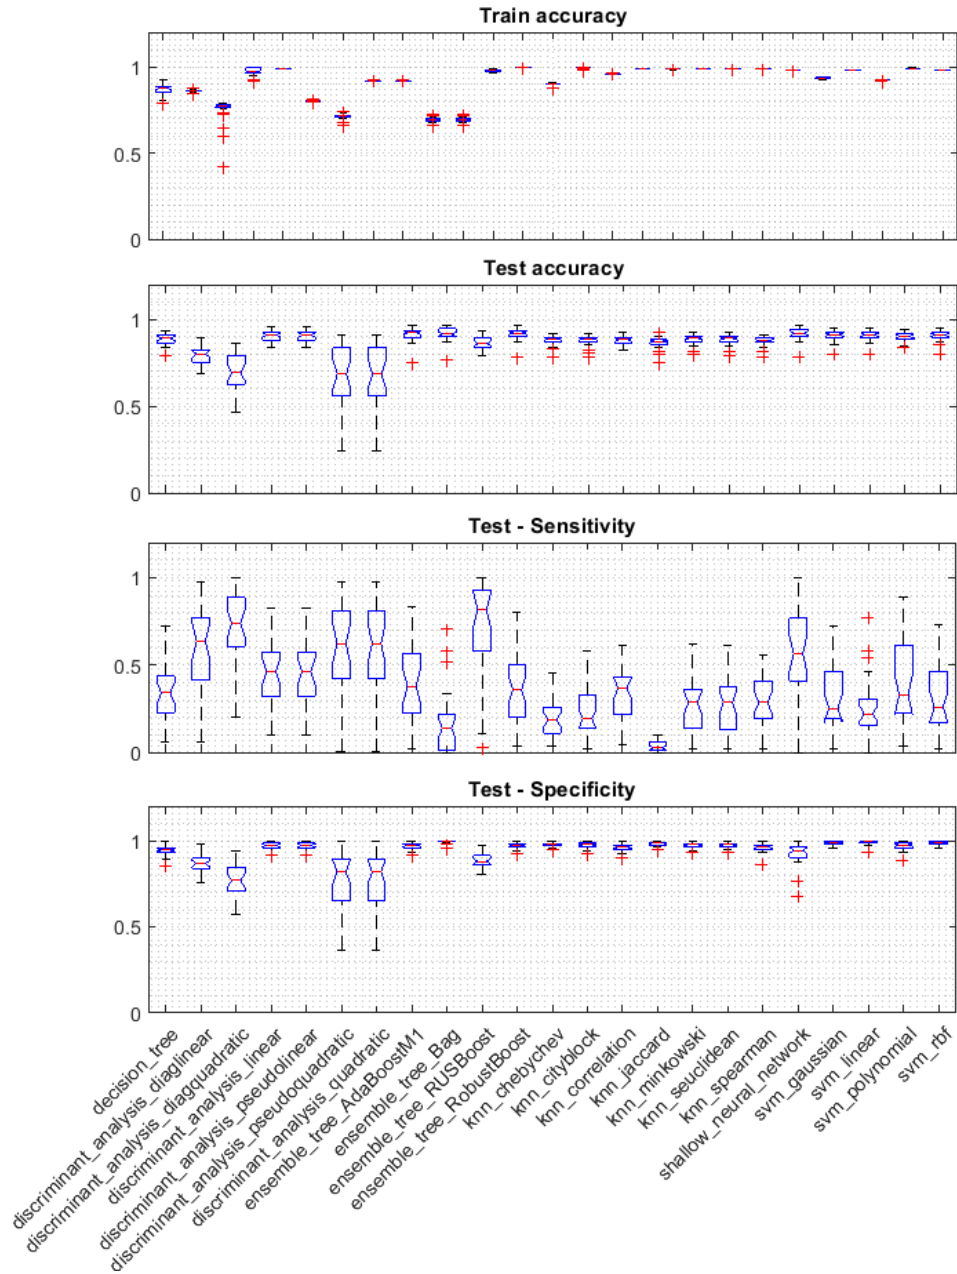 Train accuracy
1
0.5
0
Test accuracy
1
0.5
0
Test - Sensitivity
1
0.5
0
Test - Specificity
1
0.5
0
decision_tree
discriminant_analysis_diaglinear
discriminant_analysis_diagquadratic
discriminant_analysis_linear
discriminant_analysis_pseudolinear
discriminant_analysis_pseudoquadratic
discriminant_analysis_quadratic
ensemble_tree_AdaBoostM1
ensemble_tree_Bag
ensemble_tree_RUSBoost
ensemble_tree_RobustBoost
knn_chebychev
knn_cityblock
knn_correlation
knn_jaccard
knn_minkowski
knn_seuclidean
knn_spearman
shallow_neural_network
svm_gaussian
svm_linear
svm_polynomial
svm_rbf